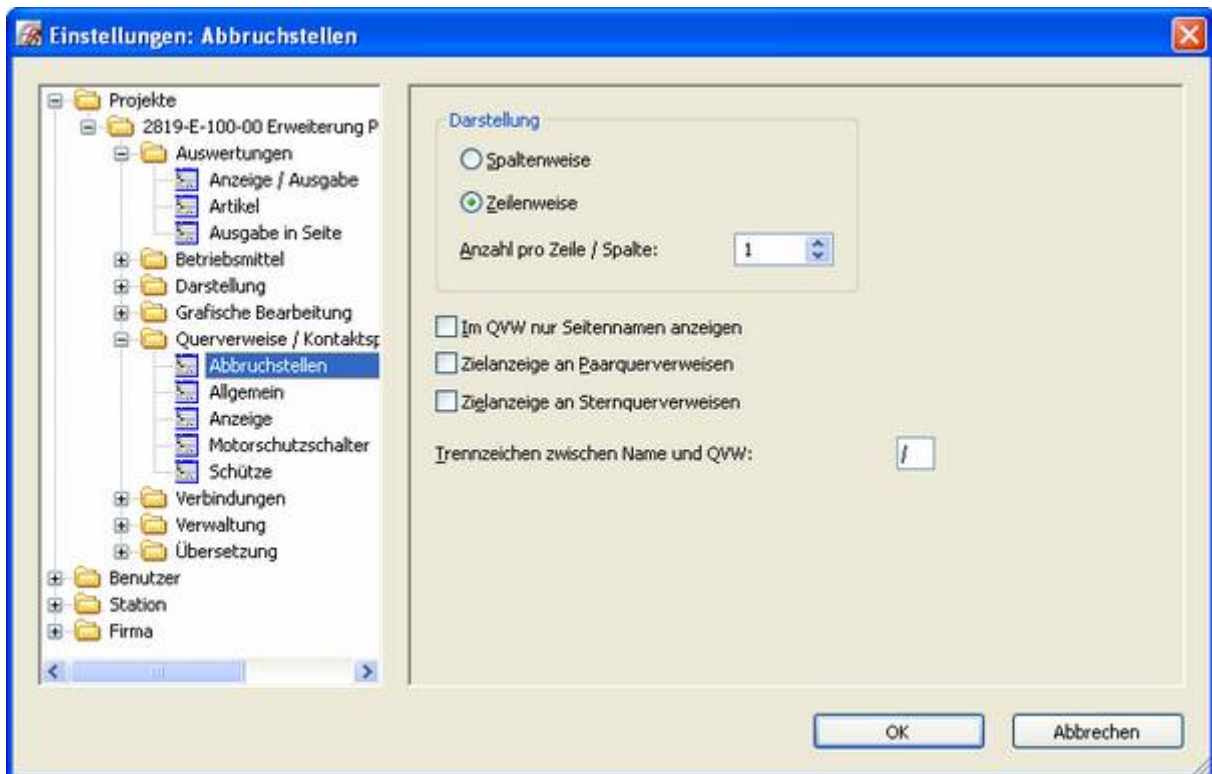 Einstellungen: Abbruchstellen
Projekte
2819-E-100-00 Erweiterung P
Auswertungen
Anzeige / Ausgabe
Artikel
Ausgabe in Seite
Betriebsmittel
Darstellung
Grafische Bearbeitung
Querverweise / Kontaktsp
Abbruchstellen
Allgemein
Anzeige
Motorschutzschalter
Schütze
Verbindungen
Verwaltung
Übersetzung
Benutzer
Station
Firma
Darstellung
Spaltenweise
Zeilenweise
Anzahl pro Zeile / Spalte: 1
Im QVW nur Seitennamen anzeigen
Zielanzeige an Paarquerverweisen
Zielanzeige an Sternquerverweisen
Trennzeichen zwischen Name und QVW: /
OK
Abbrechen